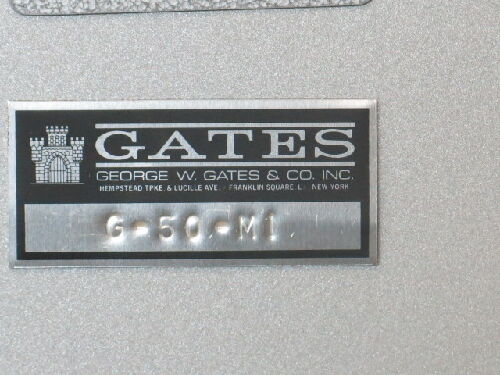 GATES
GEORGE W. GATES & CO. INC.
HEMPSTEAD TPKE. & LUCILLE AVE. FRANKLIN SQUARE, L.I. NEW YORK
G-50-M1